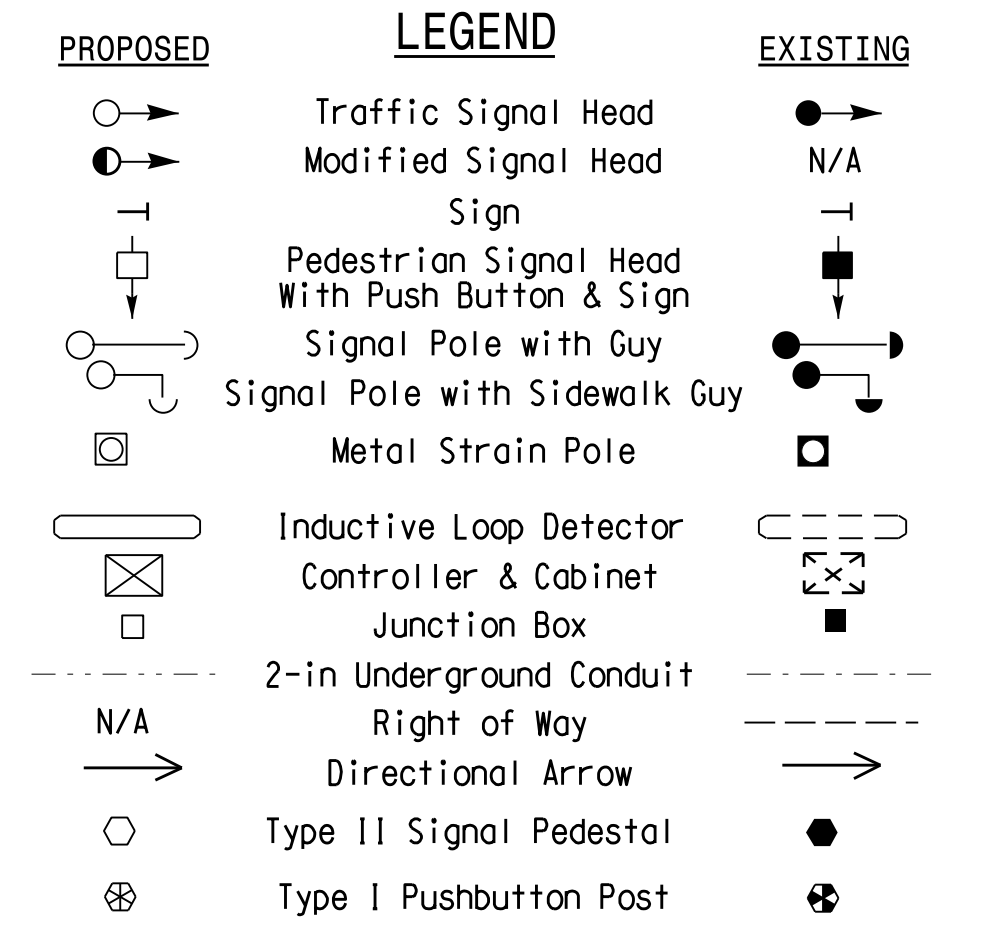 LEGEND
PROPOSED EXISTING
Traffic Signal Head
Modified Signal Head N/A
Sign
Pedestrian Signal Head
With Push Button & Sign
Signal Pole with Guy
Signal Pole with Sidewalk Guy
Metal Strain Pole
Inductive Loop Detector
Controller & Cabinet
Junction Box
2-in Underground Conduit
N/A Right of Way
Directional Arrow
Type II Signal Pedestal
Type I Pushbutton Post